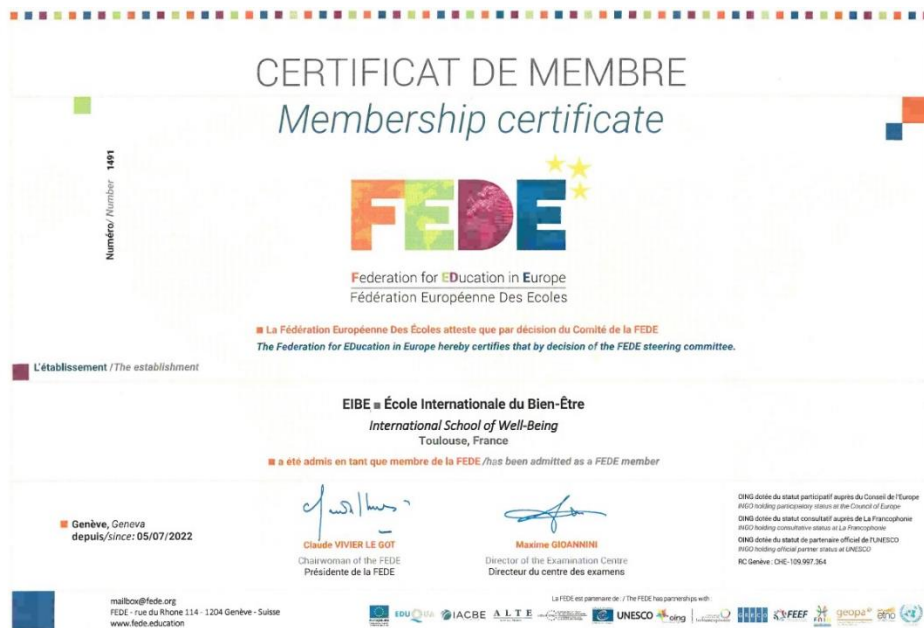 CERTIFICAT DE MEMBRE
Membership certificate
Numéro/ Number 1491
FEDE
Federation for EDucation in Europe
Fédération Européenne Des Ecoles
La Fédération Européenne Des Écoles atteste que par décision du Comité de la FEDE
The Federation for EDucation in Europe hereby certifies that by decision of the FEDE steering committee.
L'établissement / The establishment
EIBE École Internationale du Bien-Être
International School of Well-Being
Toulouse, France
a été admis en tant que membre de la FEDE /has been admitted as a FEDE member
Genève, Geneva
depuis/since: 05/07/2022
Claude VIVIER LE GOT
Chairwoman of the FEDE
Présidente de la FEDE
Maxime GIOANNINI
Director of the Examination Centre
Directeur du centre des examens
OING dotée du statut participatif auprès du Conseil de l'Europe
INGO holding participatory status at the Council of Europe
OING dotée du statut consultatif auprès de La Francophonie
INGO holding consultative status at La Francophonie
OING dotée du statut de partenaire officiel de l'UNESCO
INGO holding official partner status at UNESCO
RC Genève : CHE-109.997.364
mailbox@fede.org
FEDE - rue du Rhone 114 - 1204 Genève - Suisse
www.fede.education
La FEDE est partenaire de : / The FEDE has partnerships with :
EDUQUA
IACBE
ALTE
UNESCO
oing
FEEF
geopa